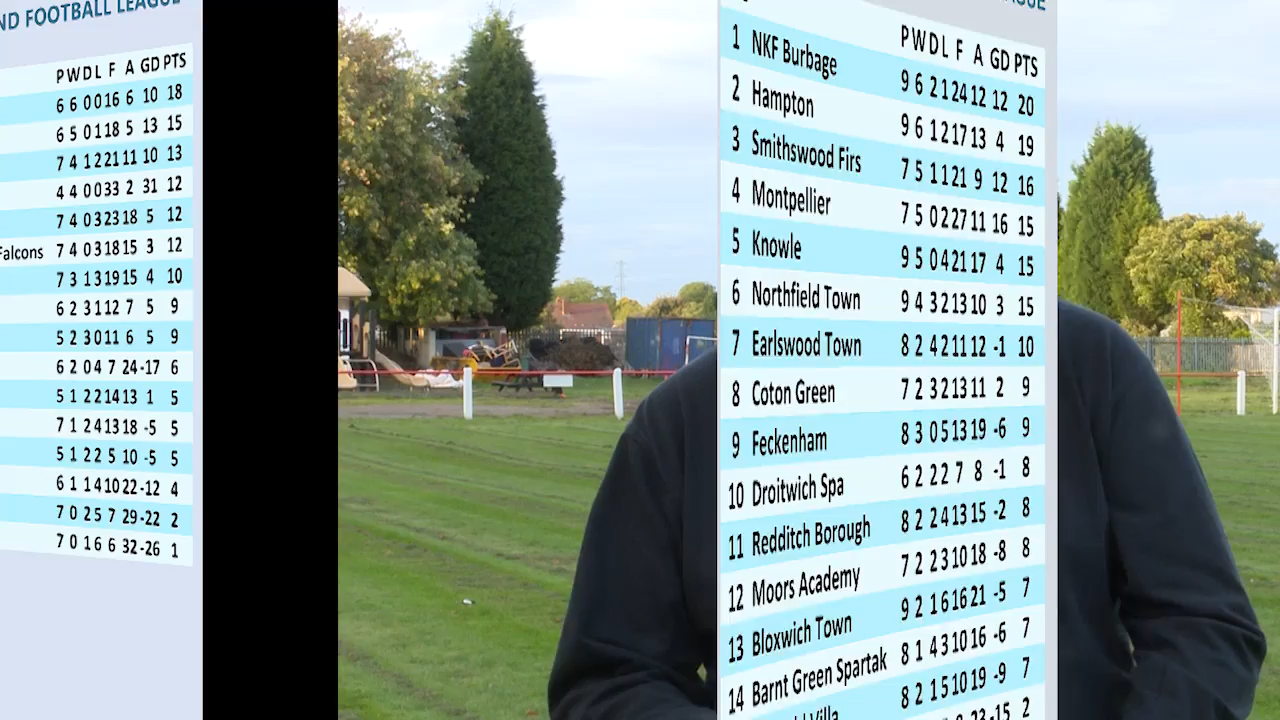 ND FOOTBALL LEAGUE
P W D L F A GD PTS
6 6 0 0 16 6 10 18
6 5 0 1 18 5 13 15
7 4 1 2 21 11 10 13
4 4 0 0 33 2 31 12
7 4 0 3 23 18 5 12
Falcons 7 4 0 3 18 15 3 12
7 3 1 3 19 15 4 10
6 2 3 1 12 7 5 9
5 2 3 0 11 6 5 9
6 2 0 4 7 24 -17 6
5 1 2 2 14 13 1 5
7 1 2 4 13 18 -5 5
5 1 2 2 5 10 -5 5
6 1 1 4 10 22 -12 4
7 0 2 5 7 29 -22 2
7 0 1 6 6 32 -26 1
P W D L F A GD PTS
1 NKF Burbage 9 6 2 1 24 12 12 20
2 Hampton 9 6 1 2 17 13 4 19
3 Smithswood Firs 7 5 1 1 21 9 12 16
4 Montpellier 7 5 0 2 27 11 16 15
5 Knowle 9 5 0 4 21 17 4 15
6 Northfield Town 9 4 3 2 13 10 3 15
7 Earlswood Town 8 2 4 2 11 12 -1 10
8 Coton Green 7 2 3 2 13 11 2 9
9 Feckenham 8 3 0 5 13 19 -6 9
10 Droitwich Spa 6 2 2 2 7 8 -1 8
11 Redditch Borough 8 2 2 4 13 15 -2 8
12 Moors Academy 7 2 2 3 10 18 -8 8
13 Bloxwich Town 9 2 1 6 16 21 -5 7
14 Barnt Green Spartak 8 1 4 3 10 16 -6 7
Villa 8 2 1 5 10 19 -9 7
-15 2